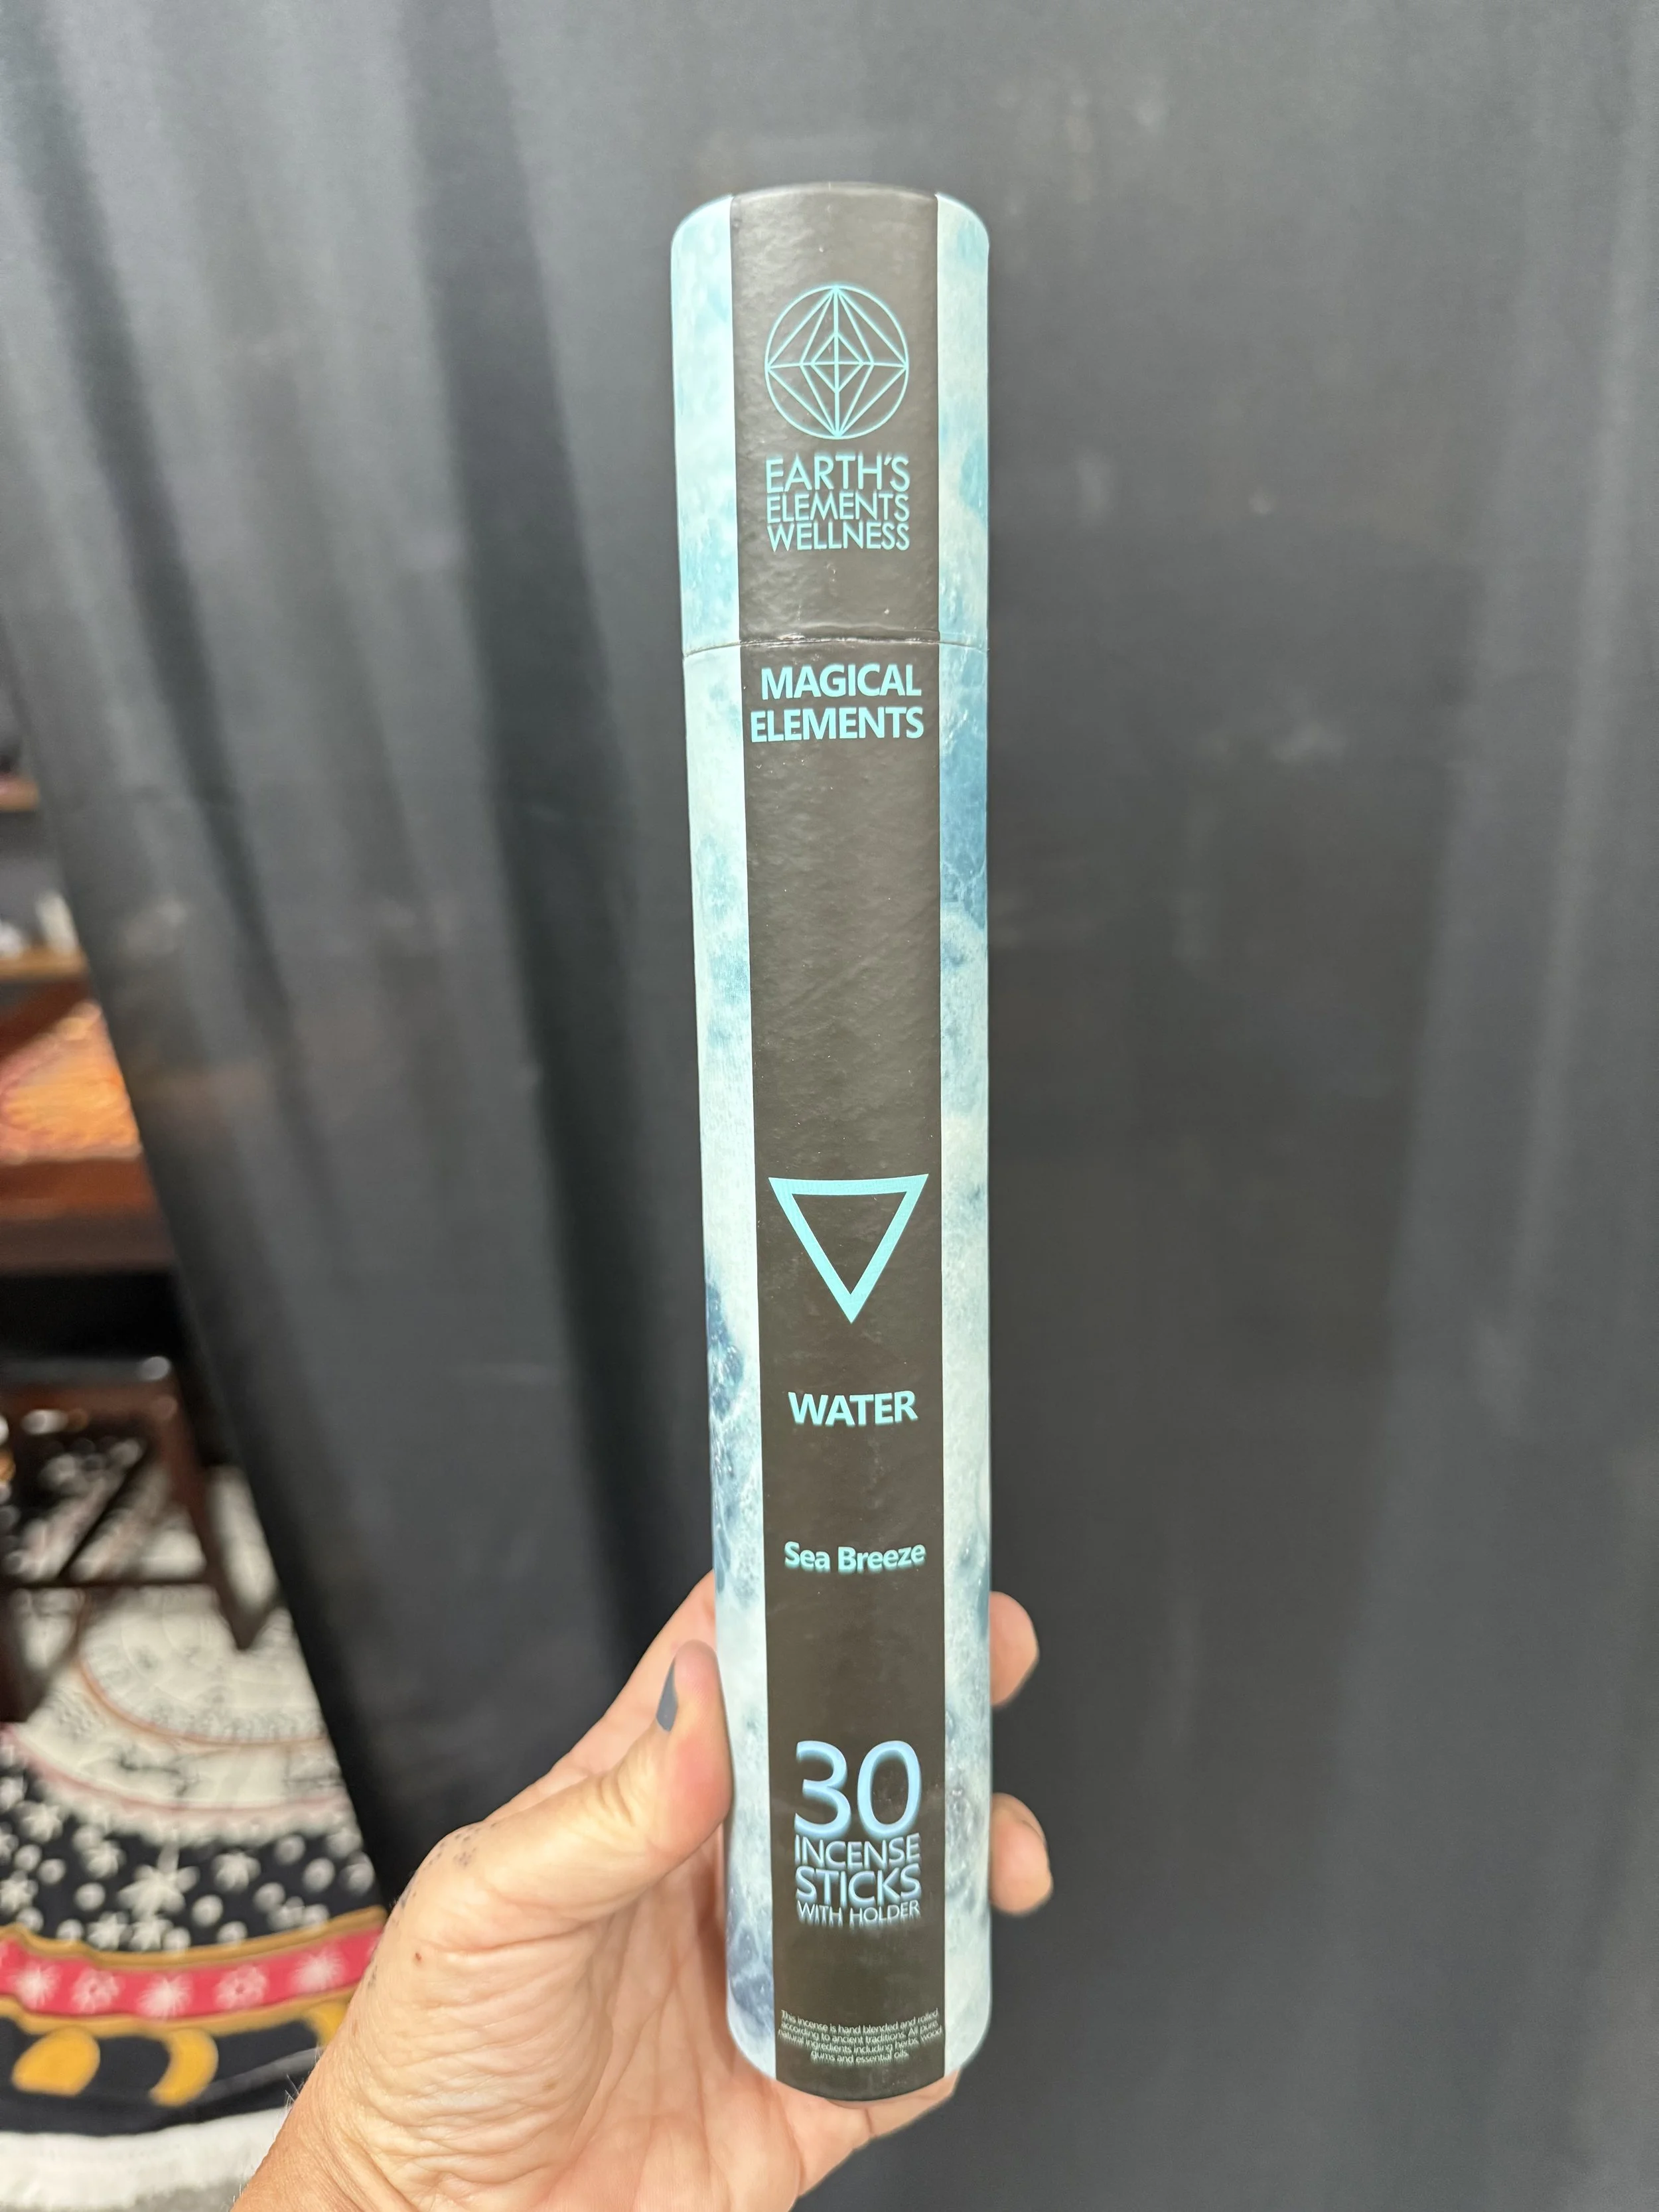 EARTH'S
ELEMENTS
WELLNESS
MAGICAL
ELEMENTS
WATER
Sea Breeze
30
INCENSE
STICKS
WITH HOLDER
This incense is hand blended and rolled
according to ancient traditions. All pure
natural ingredients including herbs, wood
gums and essential oils.